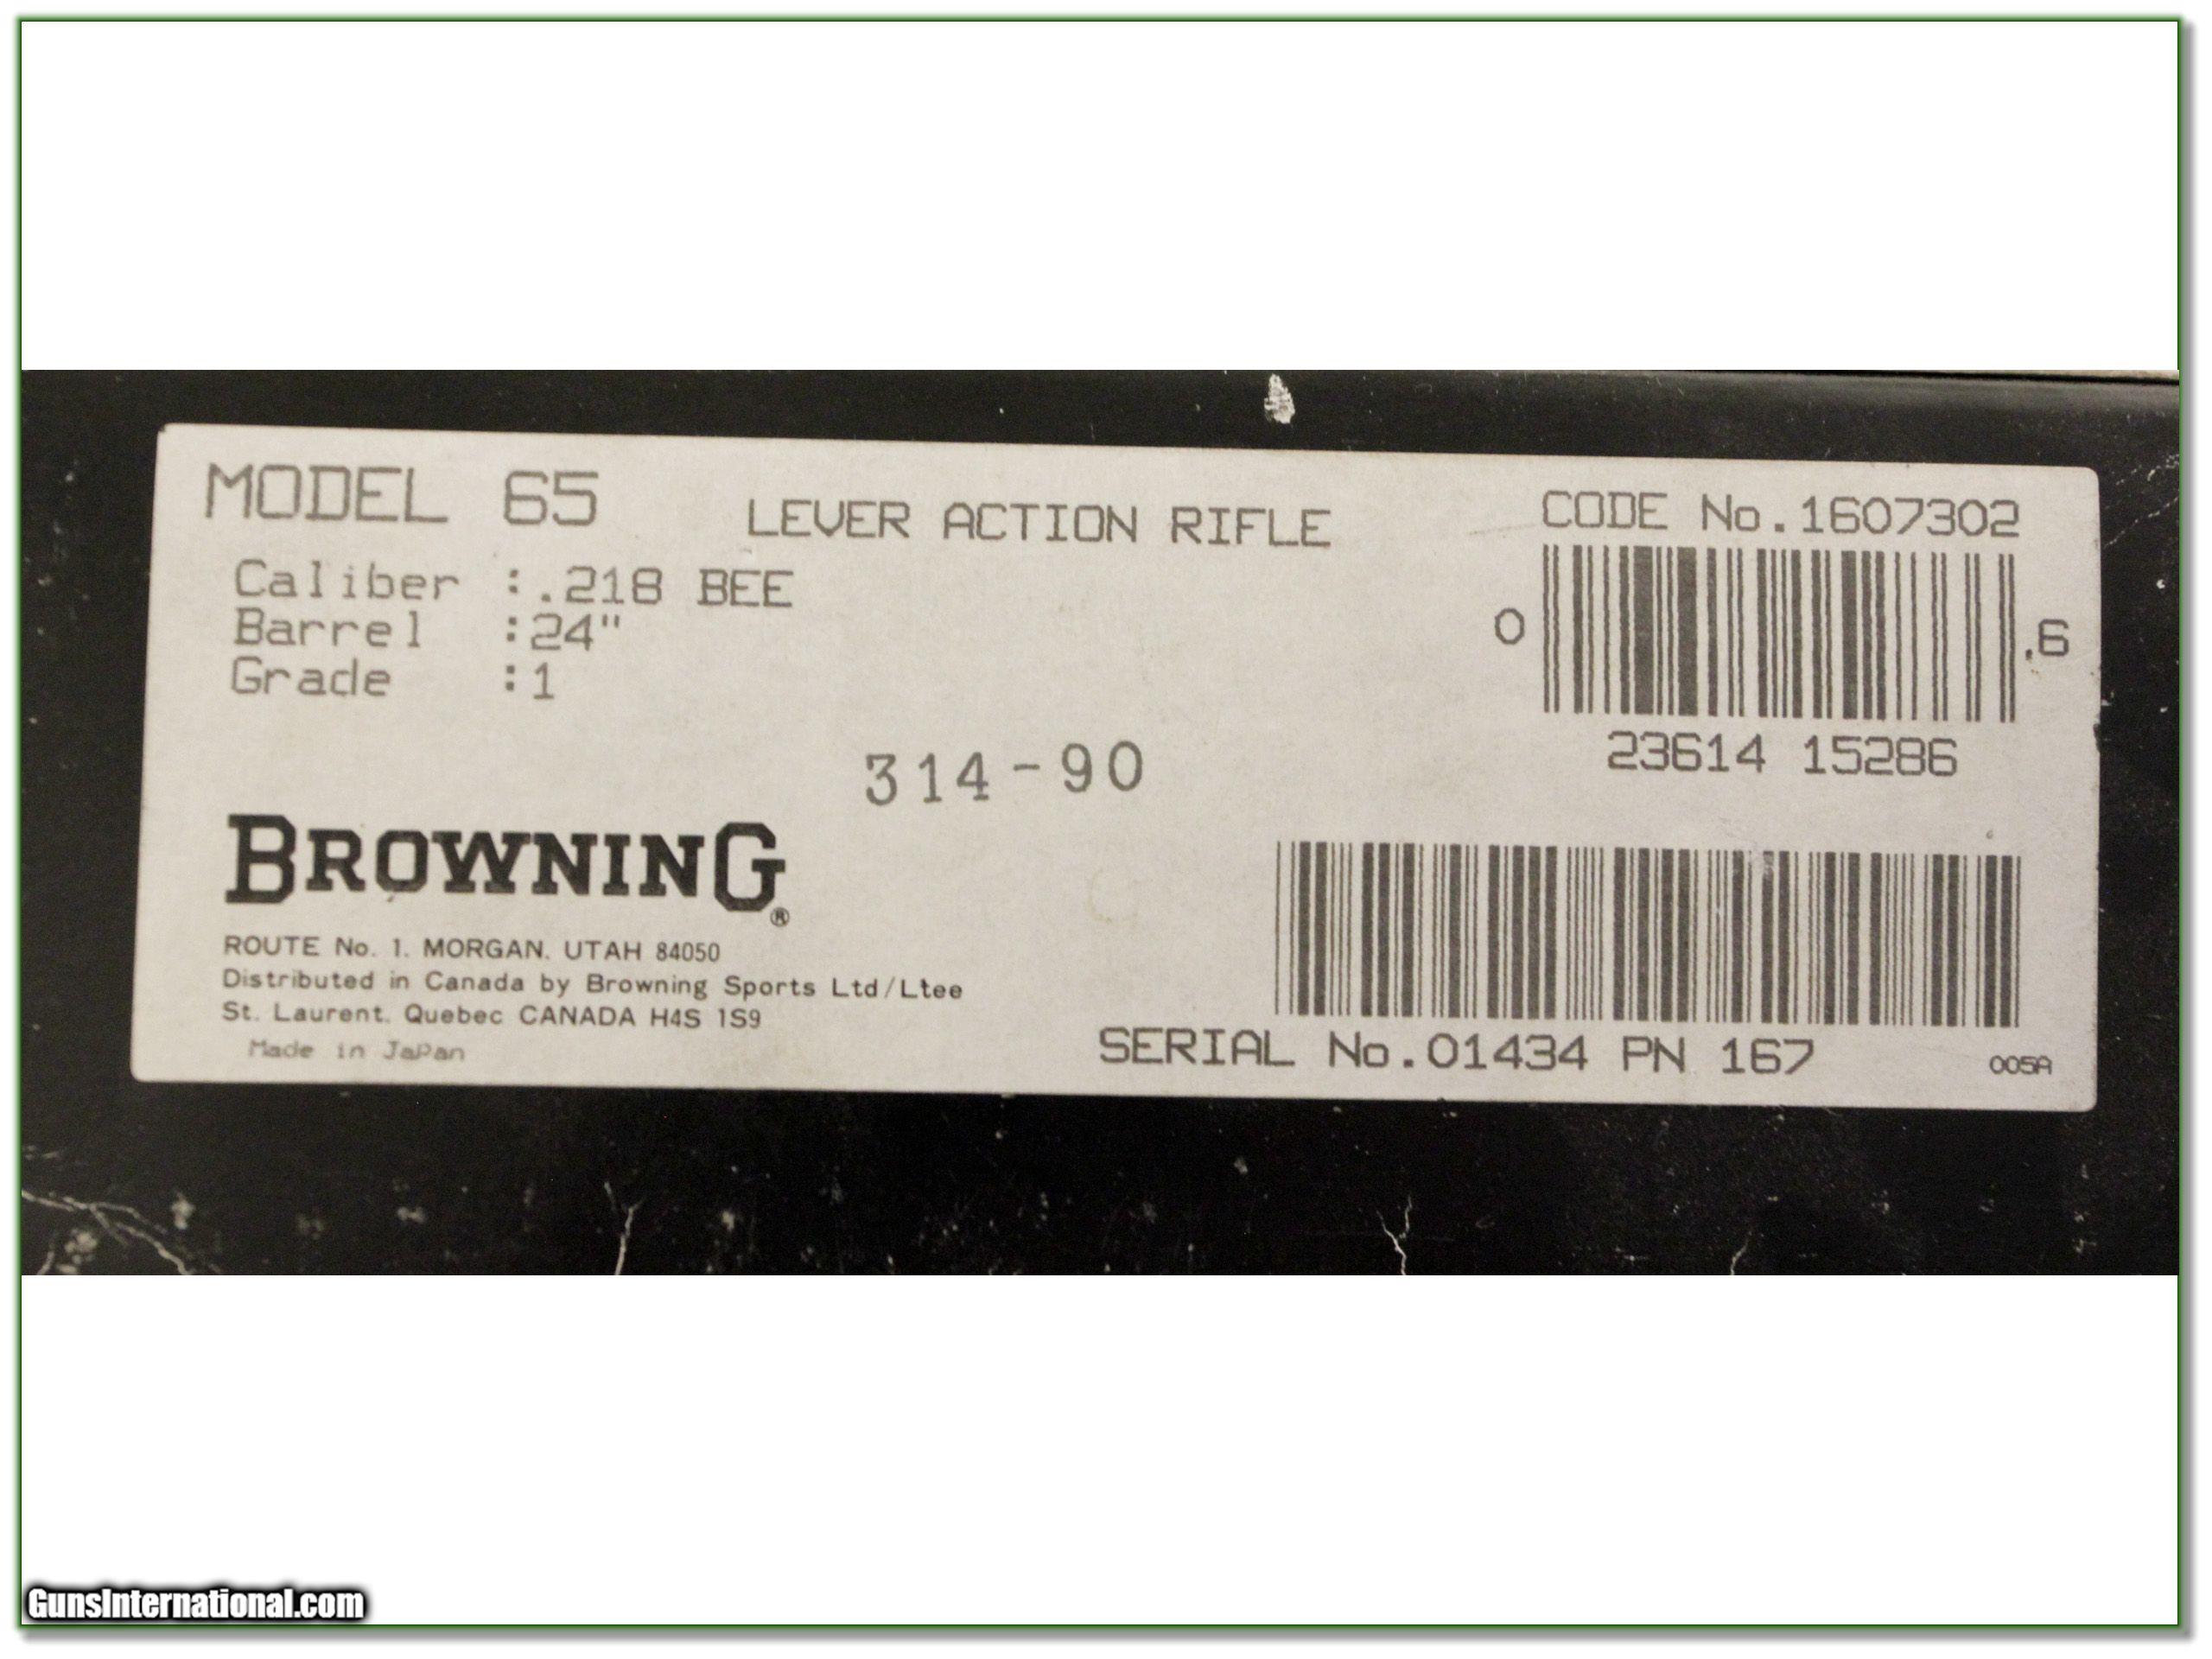 MODEL 65
LEVER ACTION RIFLE
CODE No.1607302
Caliber :.218 BEE
Barrel :24"
Grade :1
0
.6
23614 15286
314-90
BROWNING®
ROUTE No. 1. MORGAN. UTAH 84050
Distributed in Canada by Browning Sports Ltd/Ltee
St. Laurent. Quebec CANADA H4S 1S9
Made in JaPan
SERIAL No.01434 PN 167
005A
GunsInternational.com